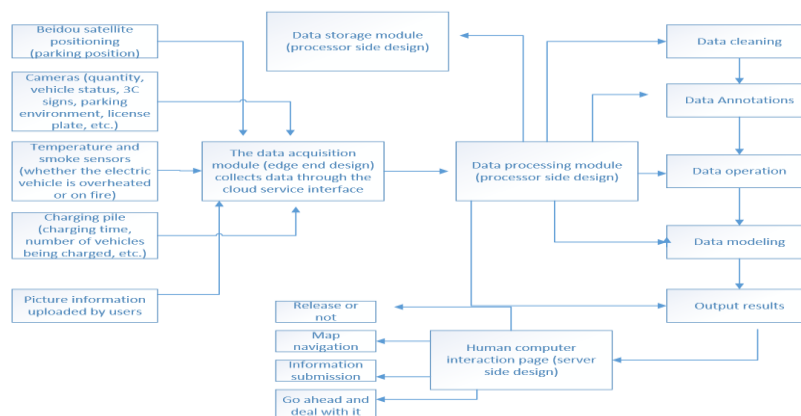 Beidou satellite
positioning
(parking position)
Cameras (quantity,
vehicle status, 3C
signs, parking
environment, license
plate, etc.)
Temperature and
smoke sensors
(whether the electric
vehicle is overheated
or on fire)
Charging pile
(charging time,
number of vehicles
being charged, etc.)
Picture information
uploaded by users
The data acquisition
module (edge end design)
collects data through the
cloud service interface
Data storage module
(processor side design)
Data processing module
(processor side design)
Data cleaning
Data Annotations
Data operation
Data modeling
Output results
Human computer
interaction page (server
side design)
Release or
not
Map
navigation
Information
submission
Go ahead and
deal with it